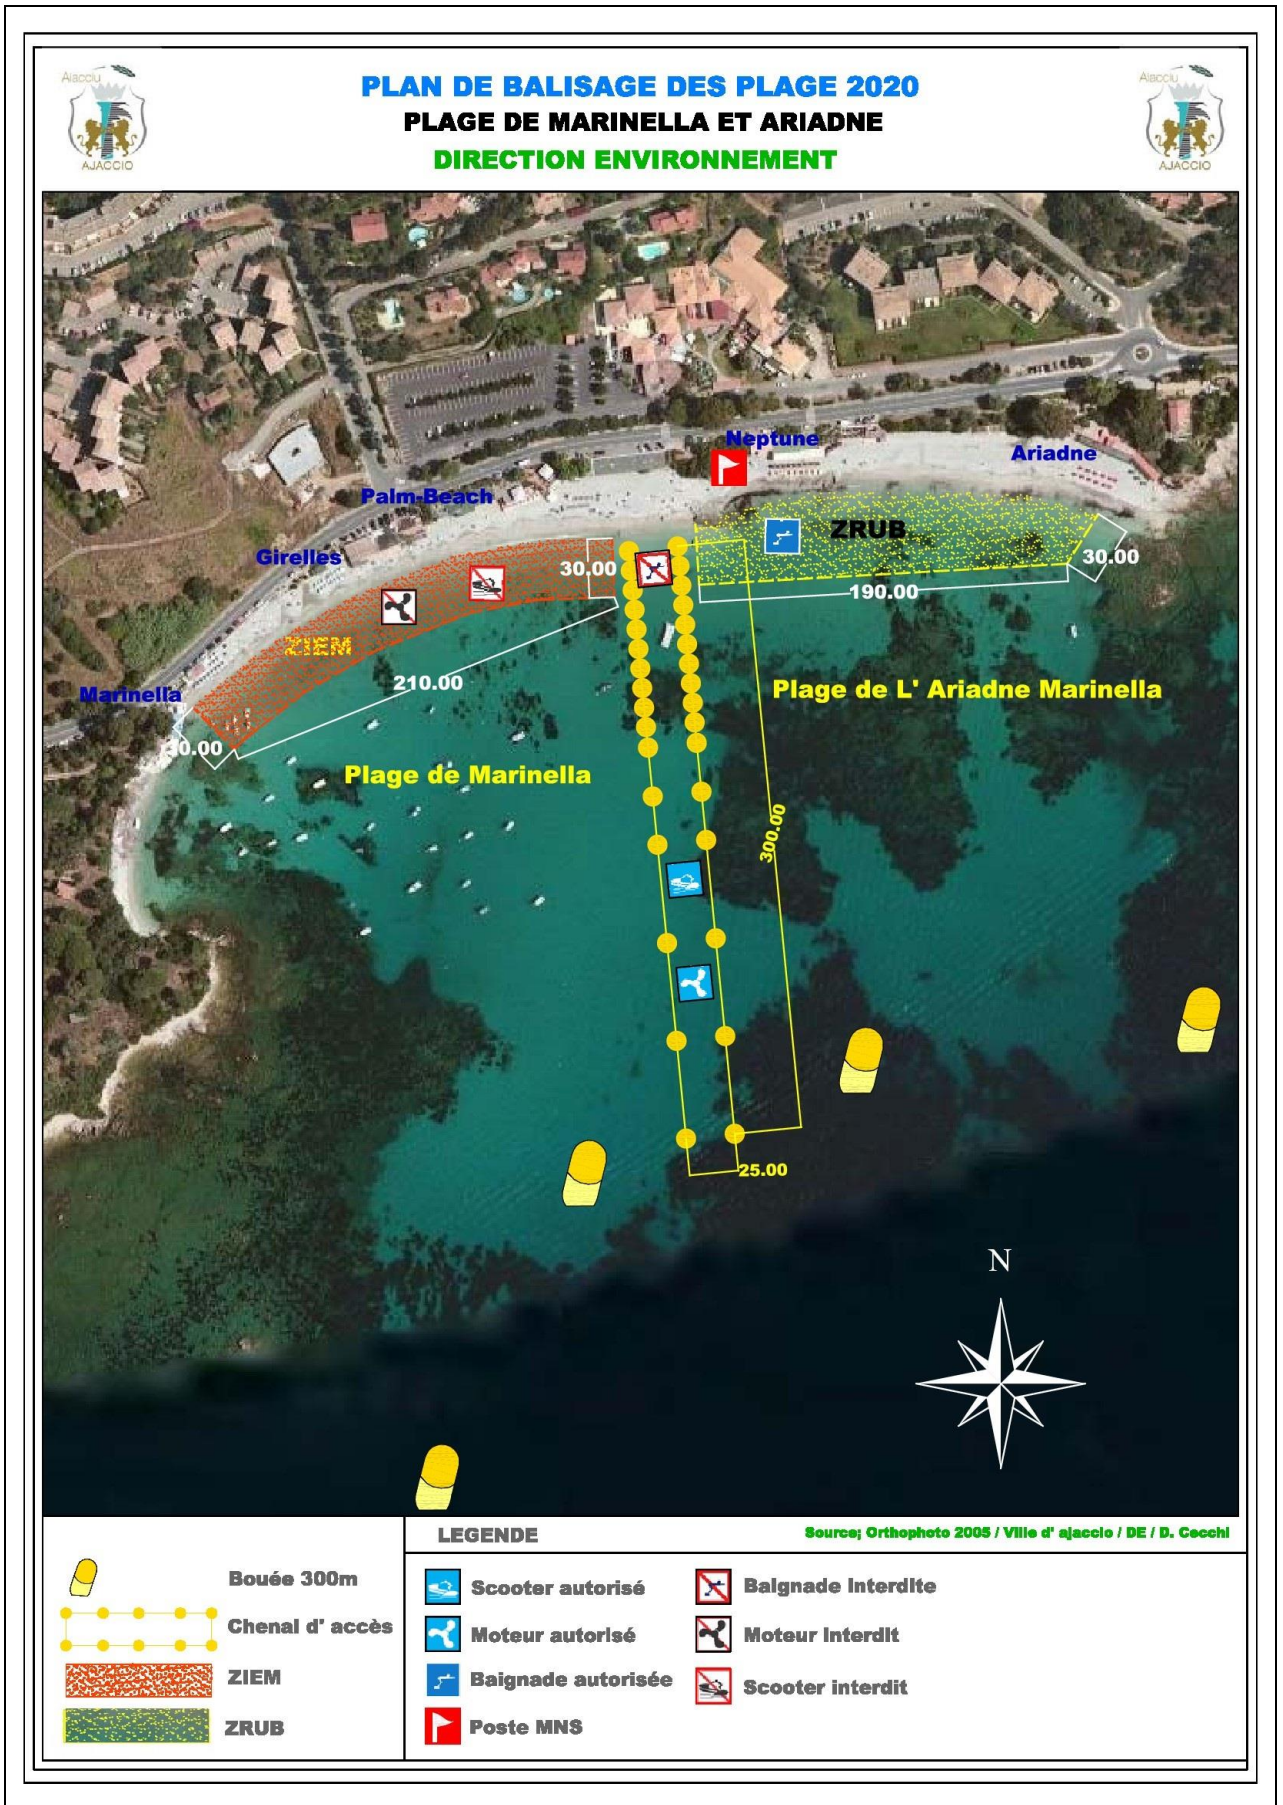 Aiacciu
AJACCIO
PLAN DE BALISAGE DES PLAGE 2020
PLAGE DE MARINELLA ET ARIADNE
DIRECTION ENVIRONNEMENT
Aiacciu
AJACCIO
Neptune
Ariadne
Palm-Beach
ZRUB
Girelles
30.00
30.00
190.00
ZIEM
210.00
Marinella
Plage de L' Ariadne Marinella
30.00
Plage de Marinella
300.00
25.00
N
LEGENDE
Source; Orthophoto 2005 / Ville d' ajaccio / DE / D. Cecchi
Bouée 300m
Chenal d' accès
ZIEM
ZRUB
Scooter autorisé
Moteur autorisé
Baignade autorisée
Poste MNS
Baignade interdite
Moteur interdit
Scooter interdit